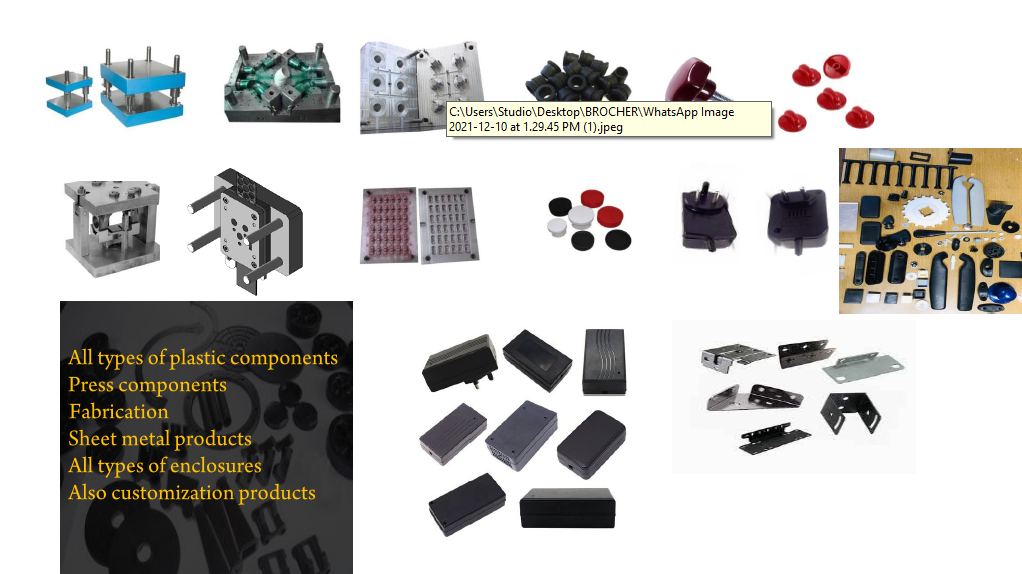 C:\Users\Studio\Desktop\BROCHER\WhatsApp Image
2021-12-10 at 1.29.45 PM (1).jpeg
All types of plastic components
Press components
Fabrication
Sheet metal products
All types of enclosures
Also customization products